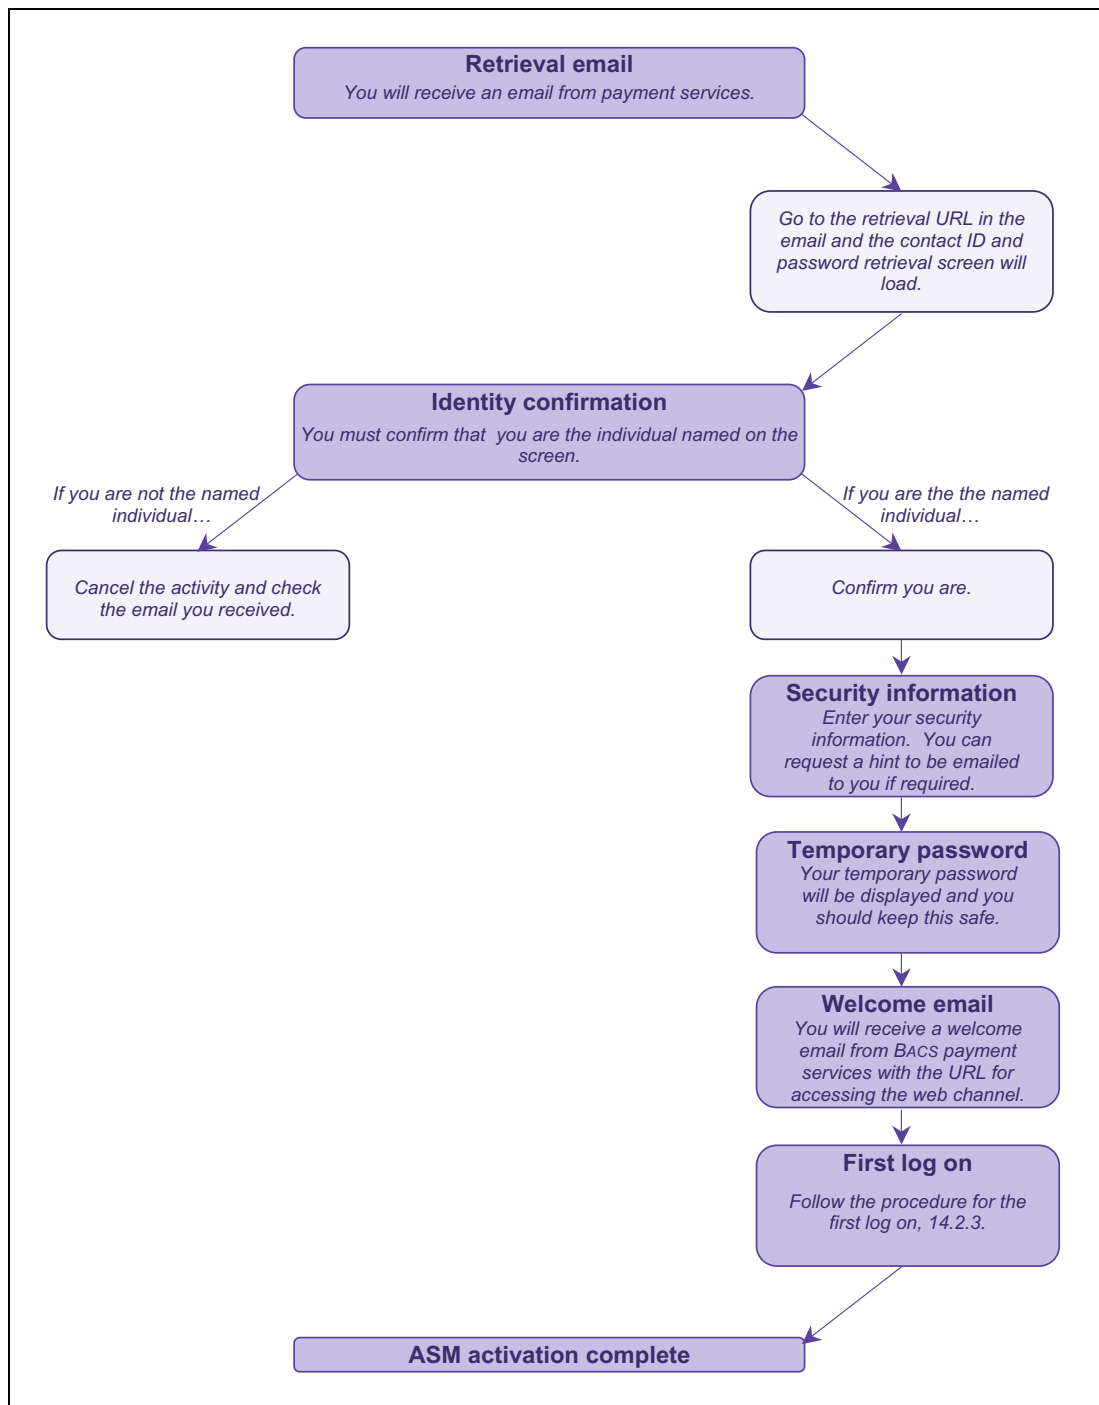 Retrieval email
You will receive an email from payment services.
Go to the retrieval URL in the
email and the contact ID and
password retrieval screen will
load.
Identity confirmation
You must confirm that  you are the individual named on the
screen.
If you are not the named
individual…
If you are the the named
individual…
Cancel the activity and check
the email you received.
Confirm you are.
Security information
Enter your security
information.  You can
request a hint to be emailed
to you if required.
Temporary password
Your temporary password
will be displayed and you
should keep this safe.
Welcome email
You will receive a welcome
email from BACS payment
services with the URL for
accessing the web channel.
First log on
Follow the procedure for the
first log on, 14.2.3.
ASM activation complete